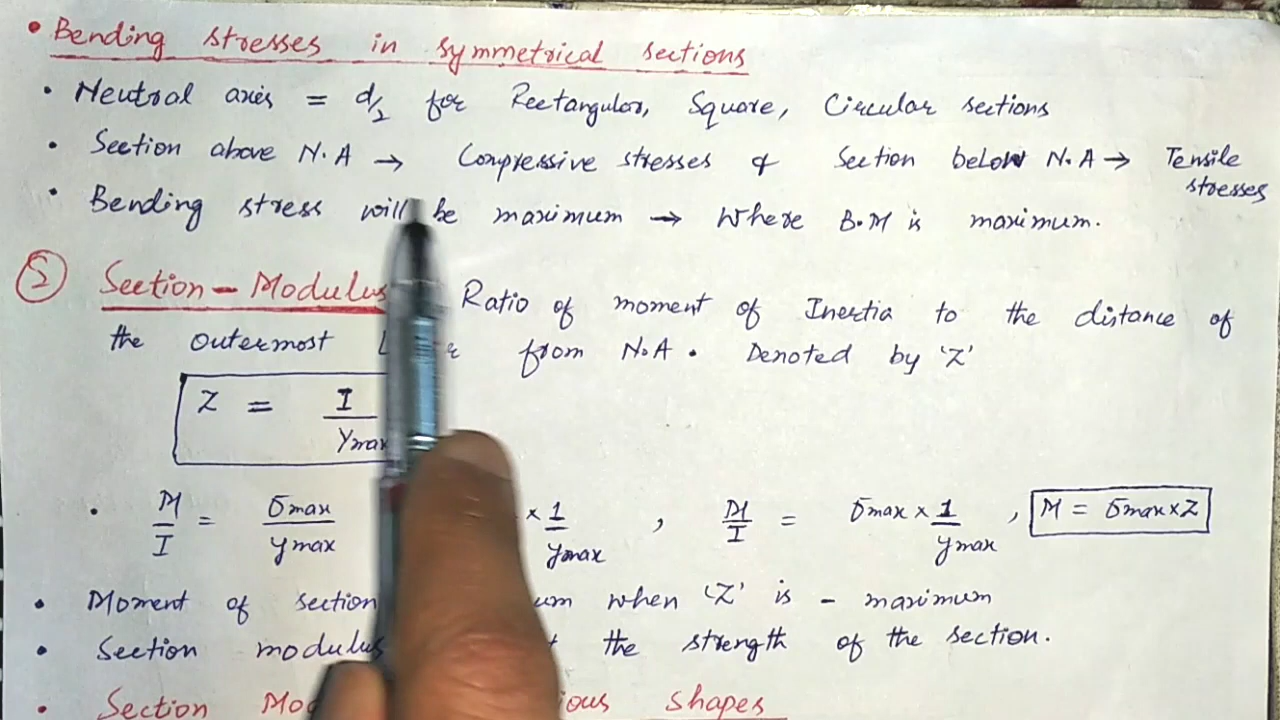 • Bending stresses in symmetrical sections
• Neutral axis = d/2 for Rectangular, Square, Circular sections
• Section above N.A → Compressive stresses & Section below N.A → Tensile stresses
• Bending stress will be maximum → Where B.M is maximum.
② Section - Modulus Ratio of moment of Inertia to the distance of
the outermost from N.A. Denoted by 'Z'
Z = I / Ymax
• M/I = σmax/ymax × 1/ymax , M/I = σmax × 1/ymax , M = σmax × Z
• Moment of section when 'Z' is - maximum
• Section modulus the strength of the section.
• Section shapes